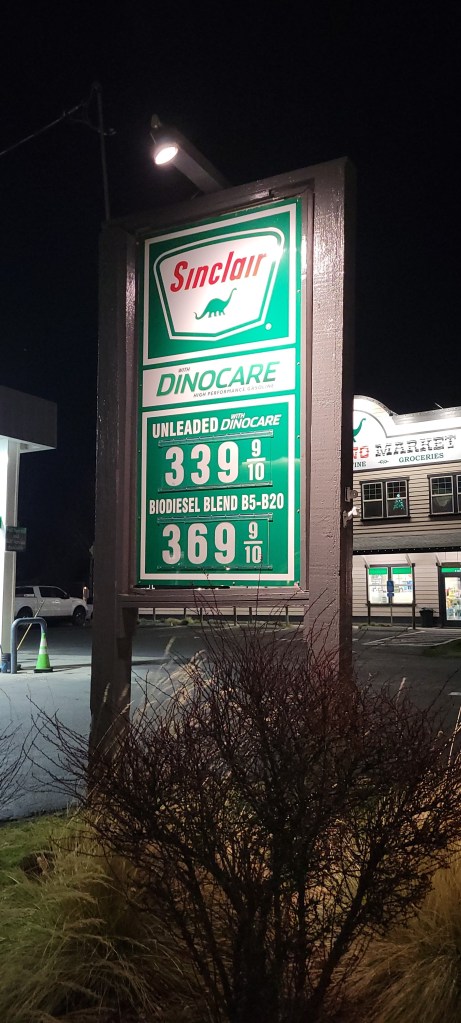 Sinclair
®
WITH
DINOCARE
HIGH PERFORMANCE GASOLINE
UNLEADED WITH DINOCARE
339 9/10
BIODIESEL BLEND B5-B20
369 9/10
MARKET
GROCERIES